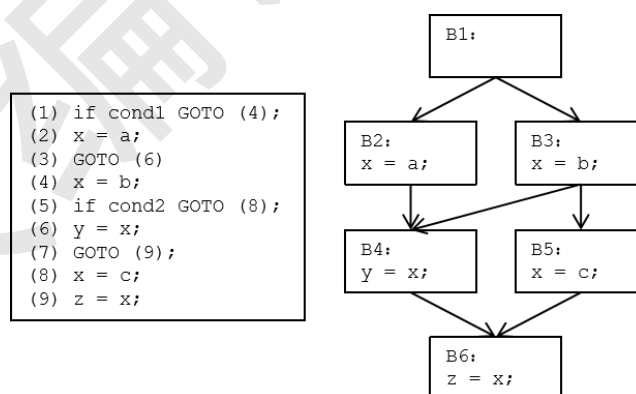 (1) if cond1 GOTO (4);
(2) x = a;
(3) GOTO (6)
(4) x = b;
(5) if cond2 GOTO (8);
(6) y = x;
(7) GOTO (9);
(8) x = c;
(9) z = x;
B1:
B2:
x = a;
B3:
x = b;
B4:
y = x;
B5:
x = c;
B6:
z = x;